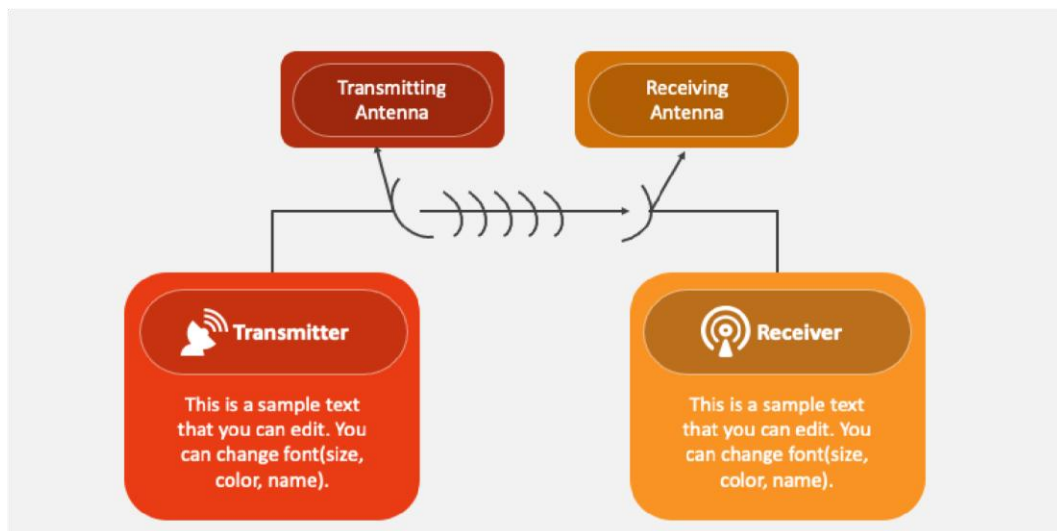 Transmitting
Antenna
Receiving
Antenna
Transmitter
This is a sample text
that you can edit. You
can change font(size,
color, name).
Receiver
This is a sample text
that you can edit. You
can change font(size,
color, name).